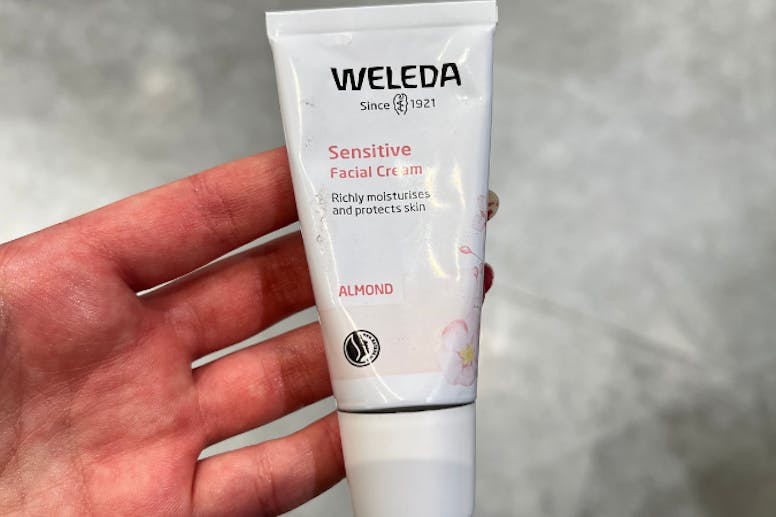 WELEDA
Since 1921
Sensitive
Facial Cream
Richly moisturises
and protects skin
ALMOND